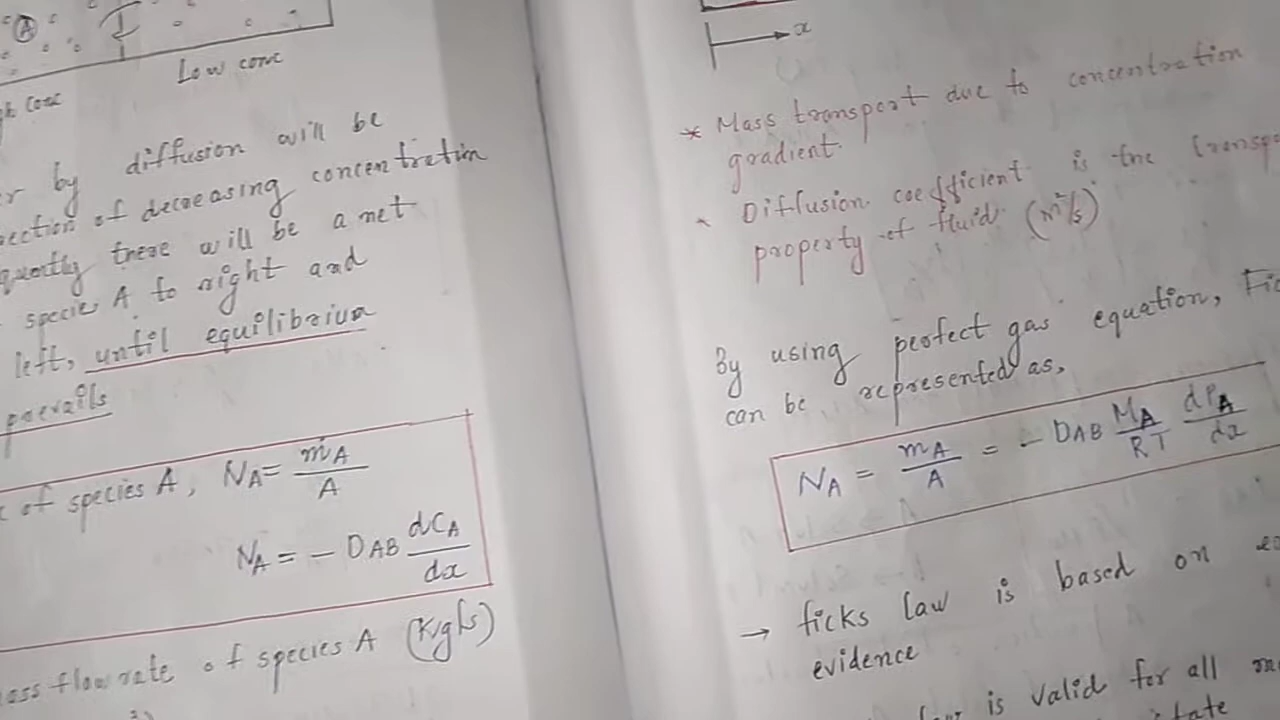 A
Low conc
conc
by diffusion will be
of decreasing concentration
there will be a net
species A to right and
left, until equilibrium
prevails
of species A, NA = ṁA / A
NA = - DAB dCA / dx
flow rate of species A (Kg/s)
x
* Mass transport due to concentration
gradient.
* Diffusion coefficient is the
property of fluid. (m²/s)
By using perfect gas equation,
can be represented as,
NA = mA / A = - DAB MA / RT dPA / dx
→ ficks law is based on
evidence
is valid for all